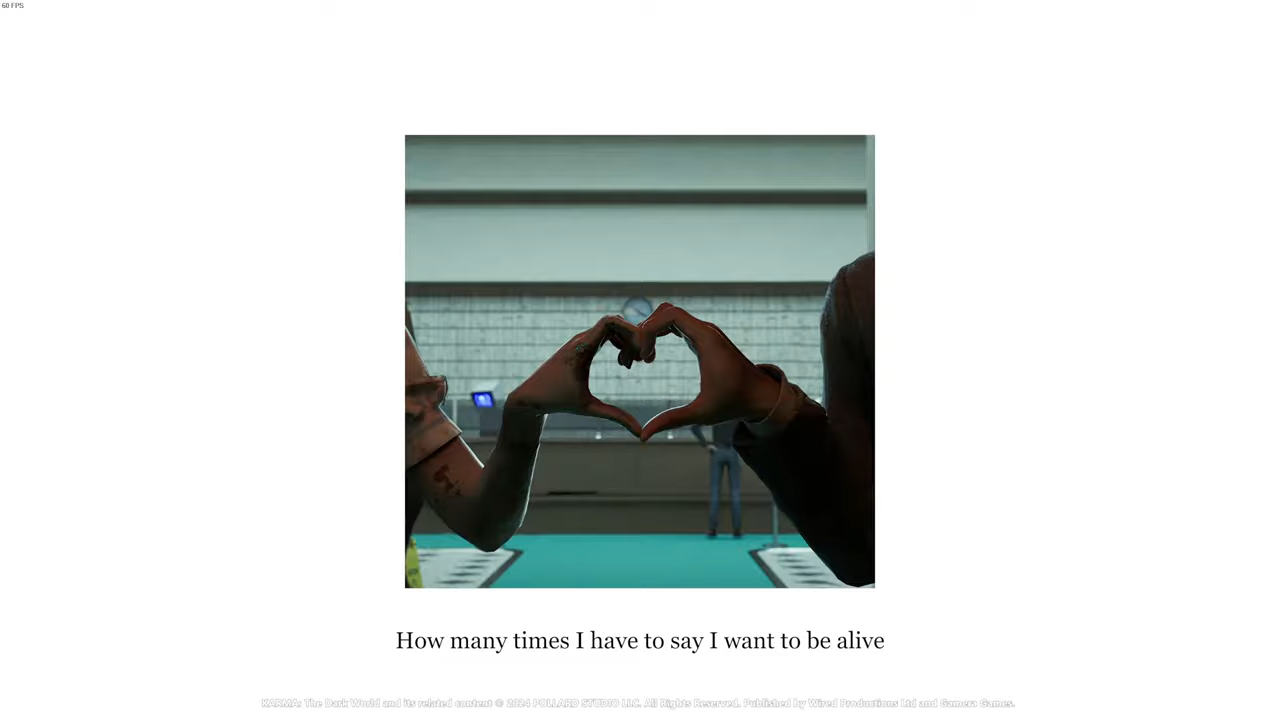 60 FPS
How many times I have to say I want to be alive
KARMA: The Dark World and its related content © 2024 POLLARD STUDIO LLC. All Rights Reserved. Published by Wired Productions Ltd and Gamera Games.